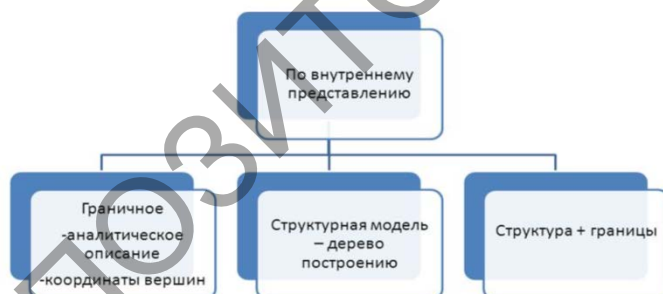 По внутреннему
представлению
Граничное
-аналитическое
описание
-координаты вершин
Структурная модель
– дерево
построению
Структура + границы